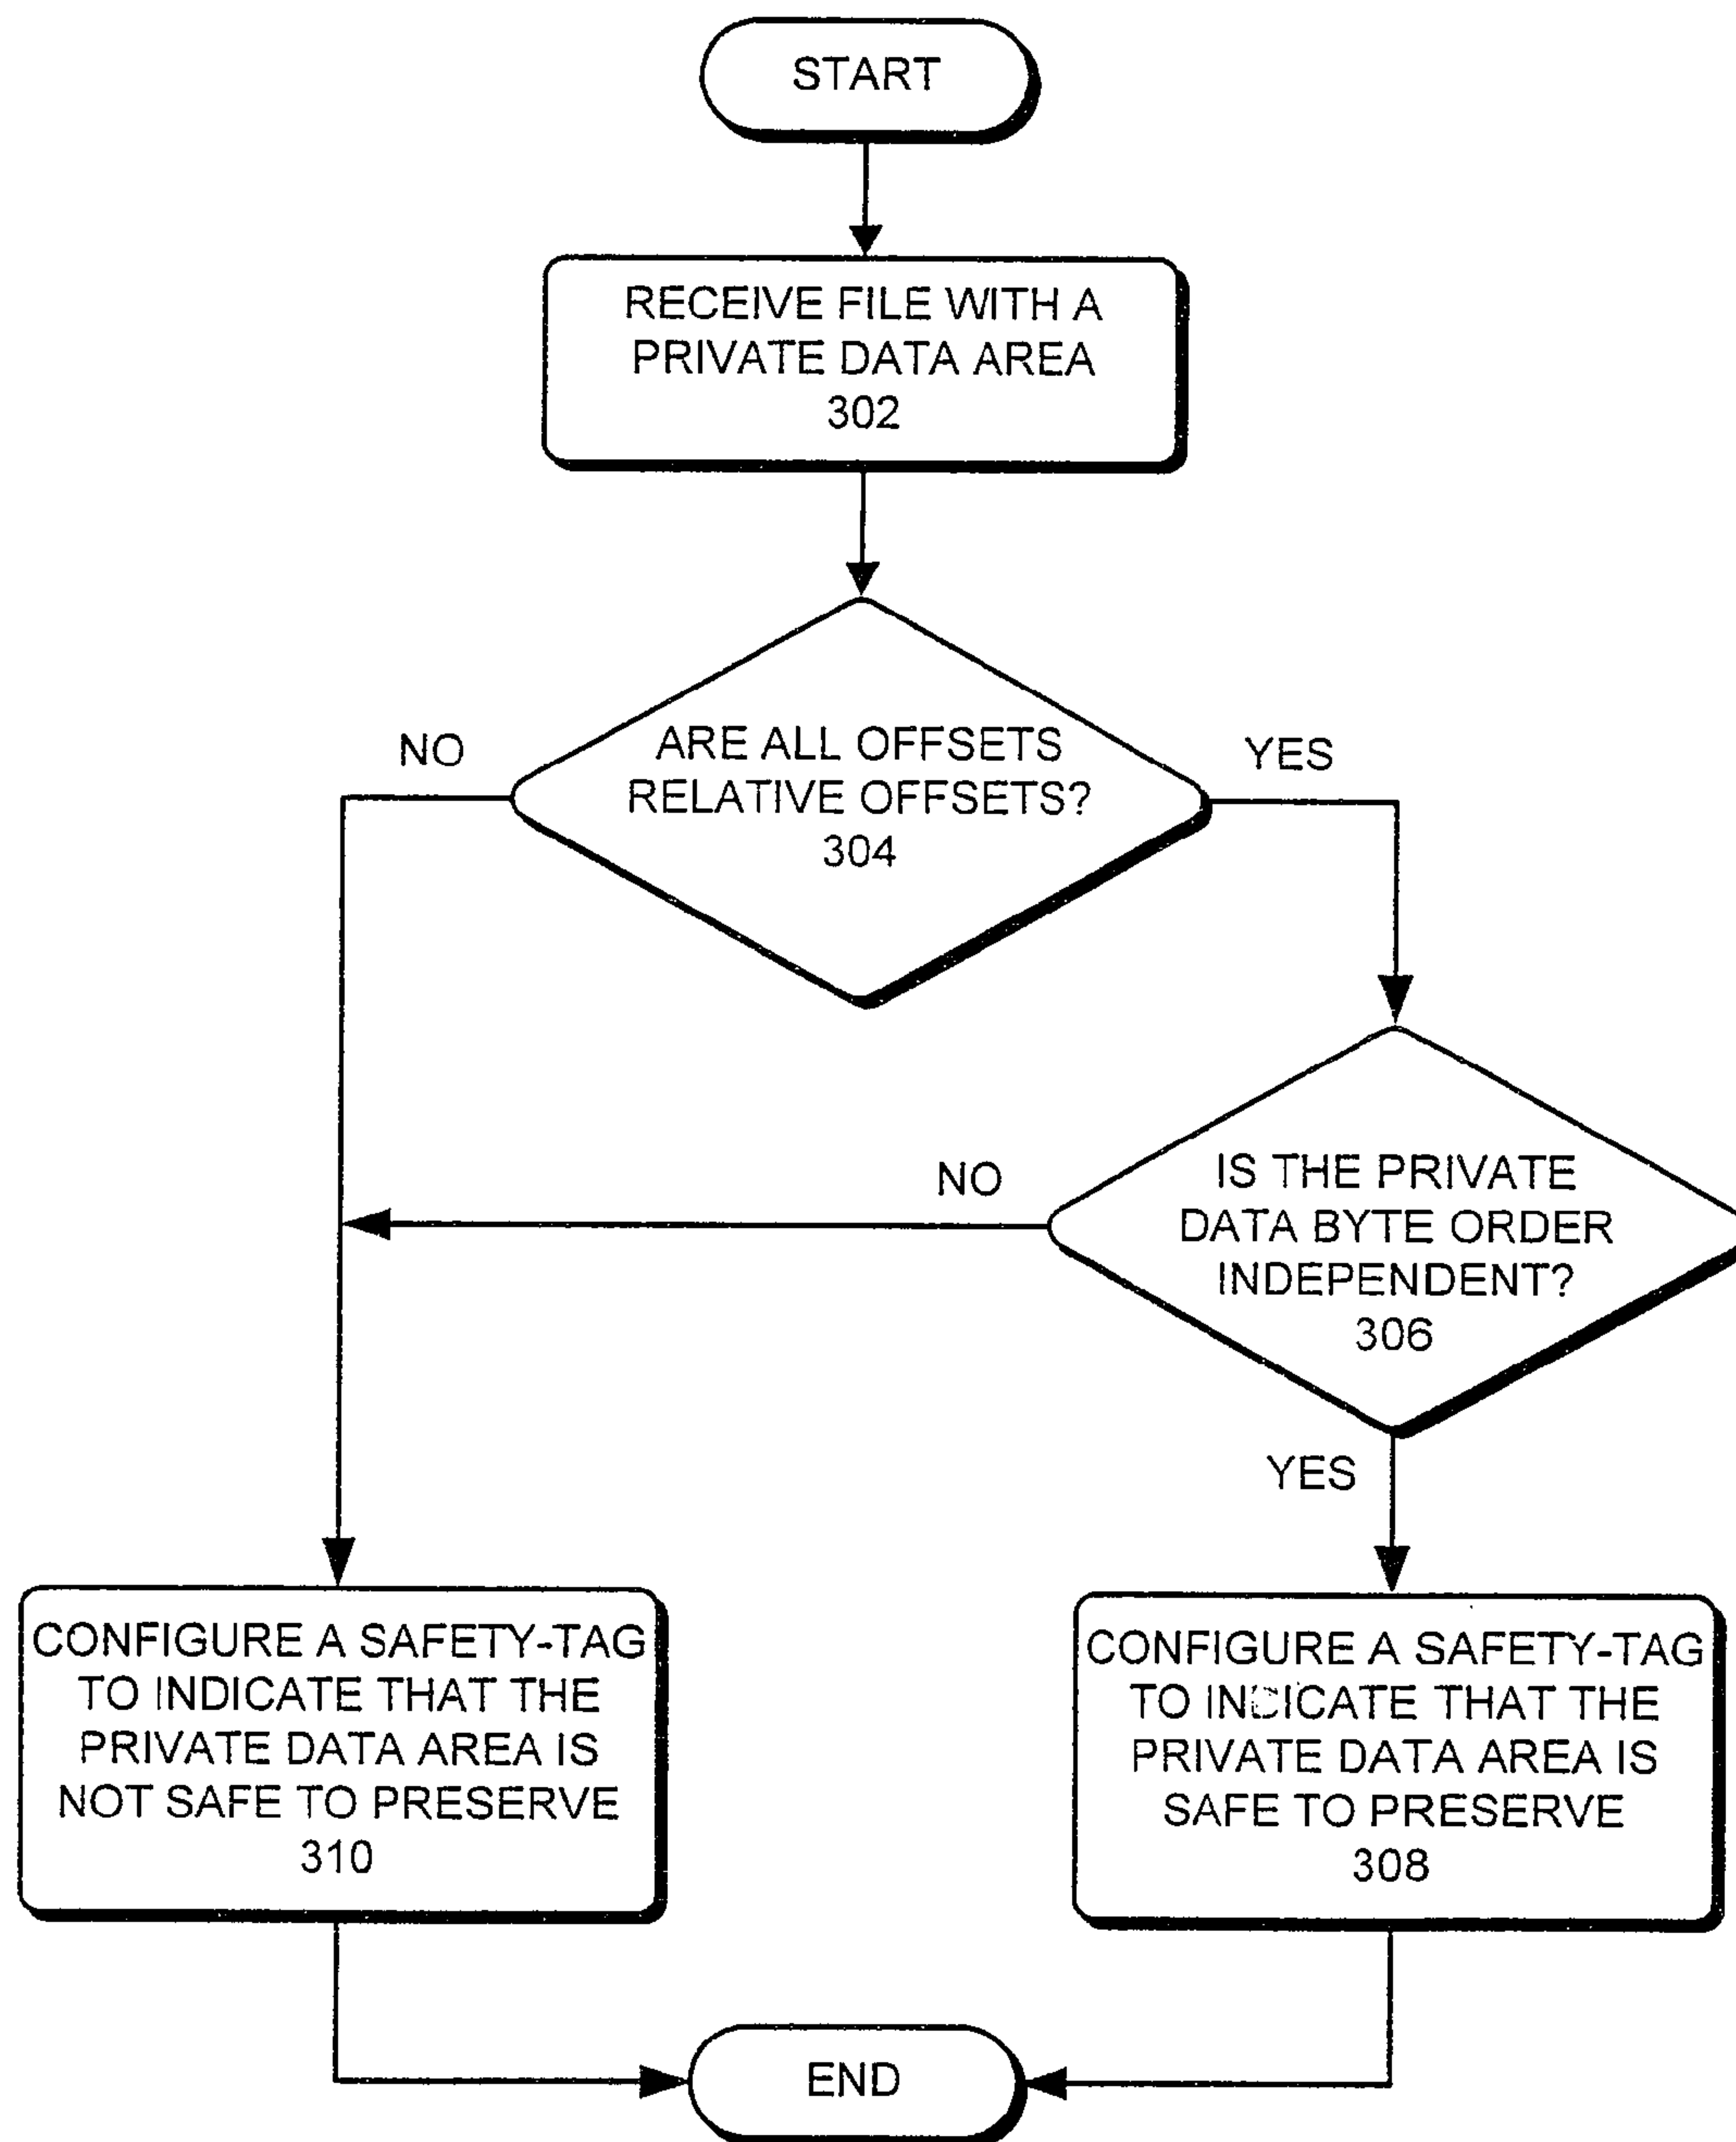 START
RECEIVE FILE WITH A
PRIVATE DATA AREA
302
ARE ALL OFFSETS
RELATIVE OFFSETS?
304
NO
YES
IS THE PRIVATE
DATA BYTE ORDER
INDEPENDENT?
306
NO
YES
CONFIGURE A SAFETY-TAG
TO INDICATE THAT THE
PRIVATE DATA AREA IS
NOT SAFE TO PRESERVE
310
CONFIGURE A SAFETY-TAG
TO INDICATE THAT THE
PRIVATE DATA AREA IS
SAFE TO PRESERVE
308
END